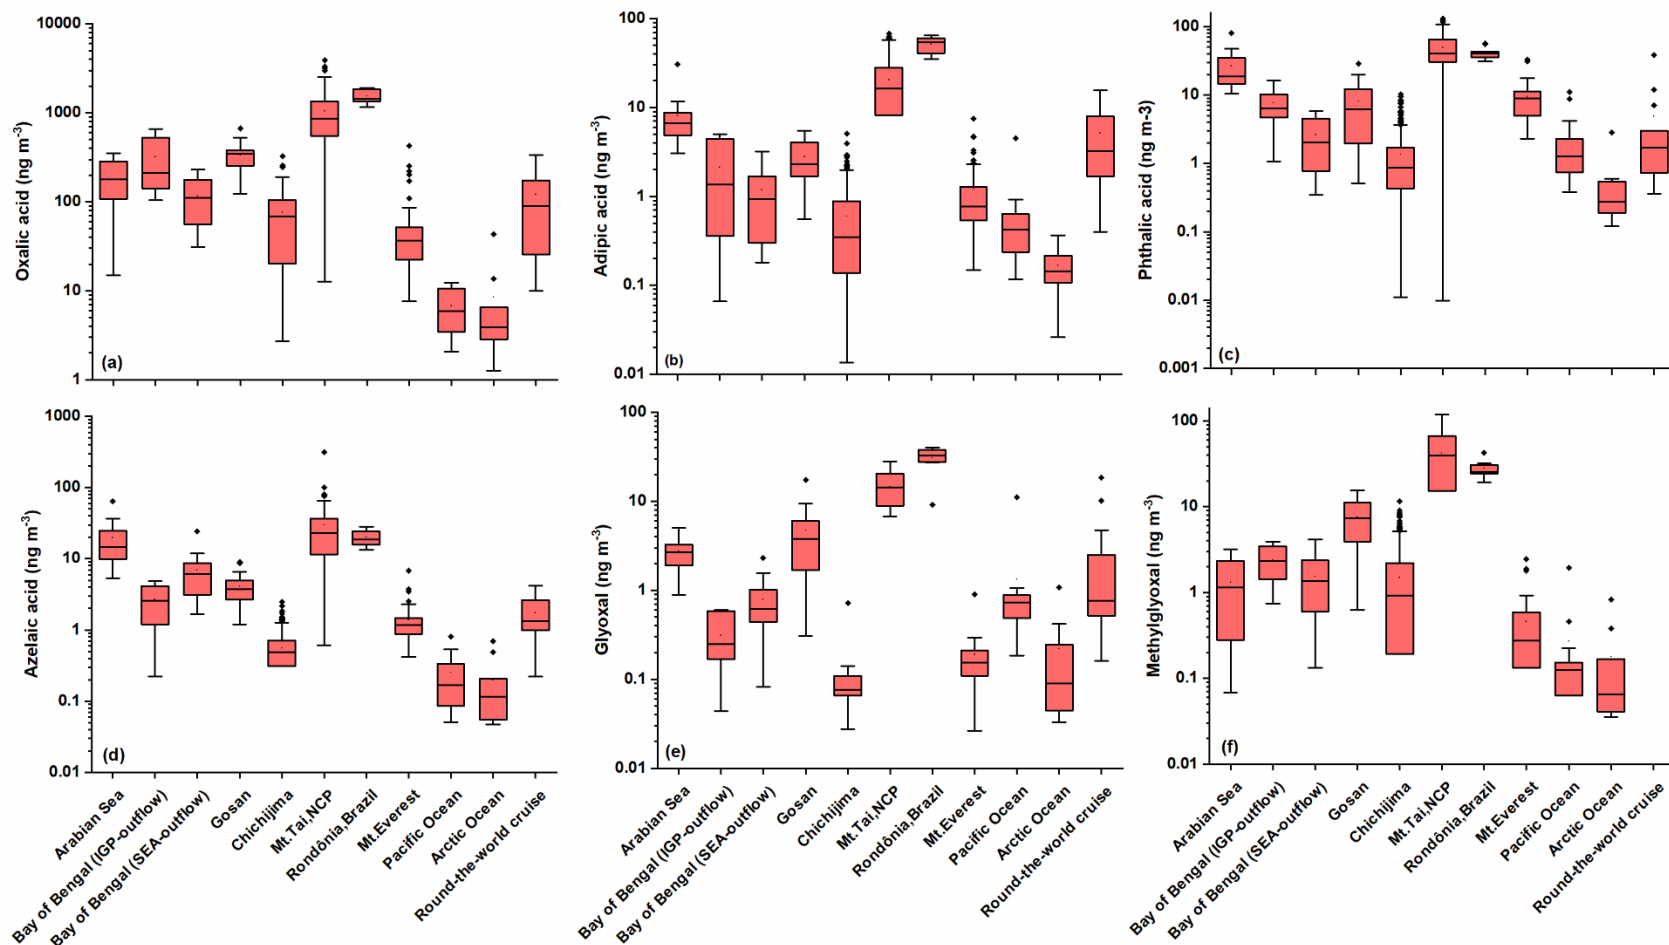 10000
1000
100
10
1
Oxalic acid (ng m-3)
(a)
100
10
1
0.1
0.01
Adipic acid (ng m-3)
(b)
100
10
1
0.1
0.01
0.001
Phthalic acid (ng m-3)
(c)
1000
100
10
1
0.1
0.01
Azelaic acid (ng m-3)
(d)
Arabian Sea
Bay of Bengal (IGP-outflow)
Bay of Bengal (SEA-outflow)
Gosan
Chichijima
Mt.Tai,NCP
Rondônia,Brazil
Mt.Everest
Pacific Ocean
Arctic Ocean
Round-the-world cruise
100
10
1
0.1
0.01
Glyoxal (ng m-3)
(e)
Arabian Sea
Bay of Bengal (IGP-outflow)
Bay of Bengal (SEA-outflow)
Gosan
Chichijima
Mt.Tai,NCP
Rondônia,Brazil
Mt.Everest
Pacific Ocean
Arctic Ocean
Round-the-world cruise
100
10
1
0.1
0.01
Methylglyoxal (ng m-3)
(f)
Arabian Sea
Bay of Bengal (IGP-outflow)
Bay of Bengal (SEA-outflow)
Gosan
Chichijima
Mt.Tai,NCP
Rondônia,Brazil
Mt.Everest
Pacific Ocean
Arctic Ocean
Round-the-world cruise